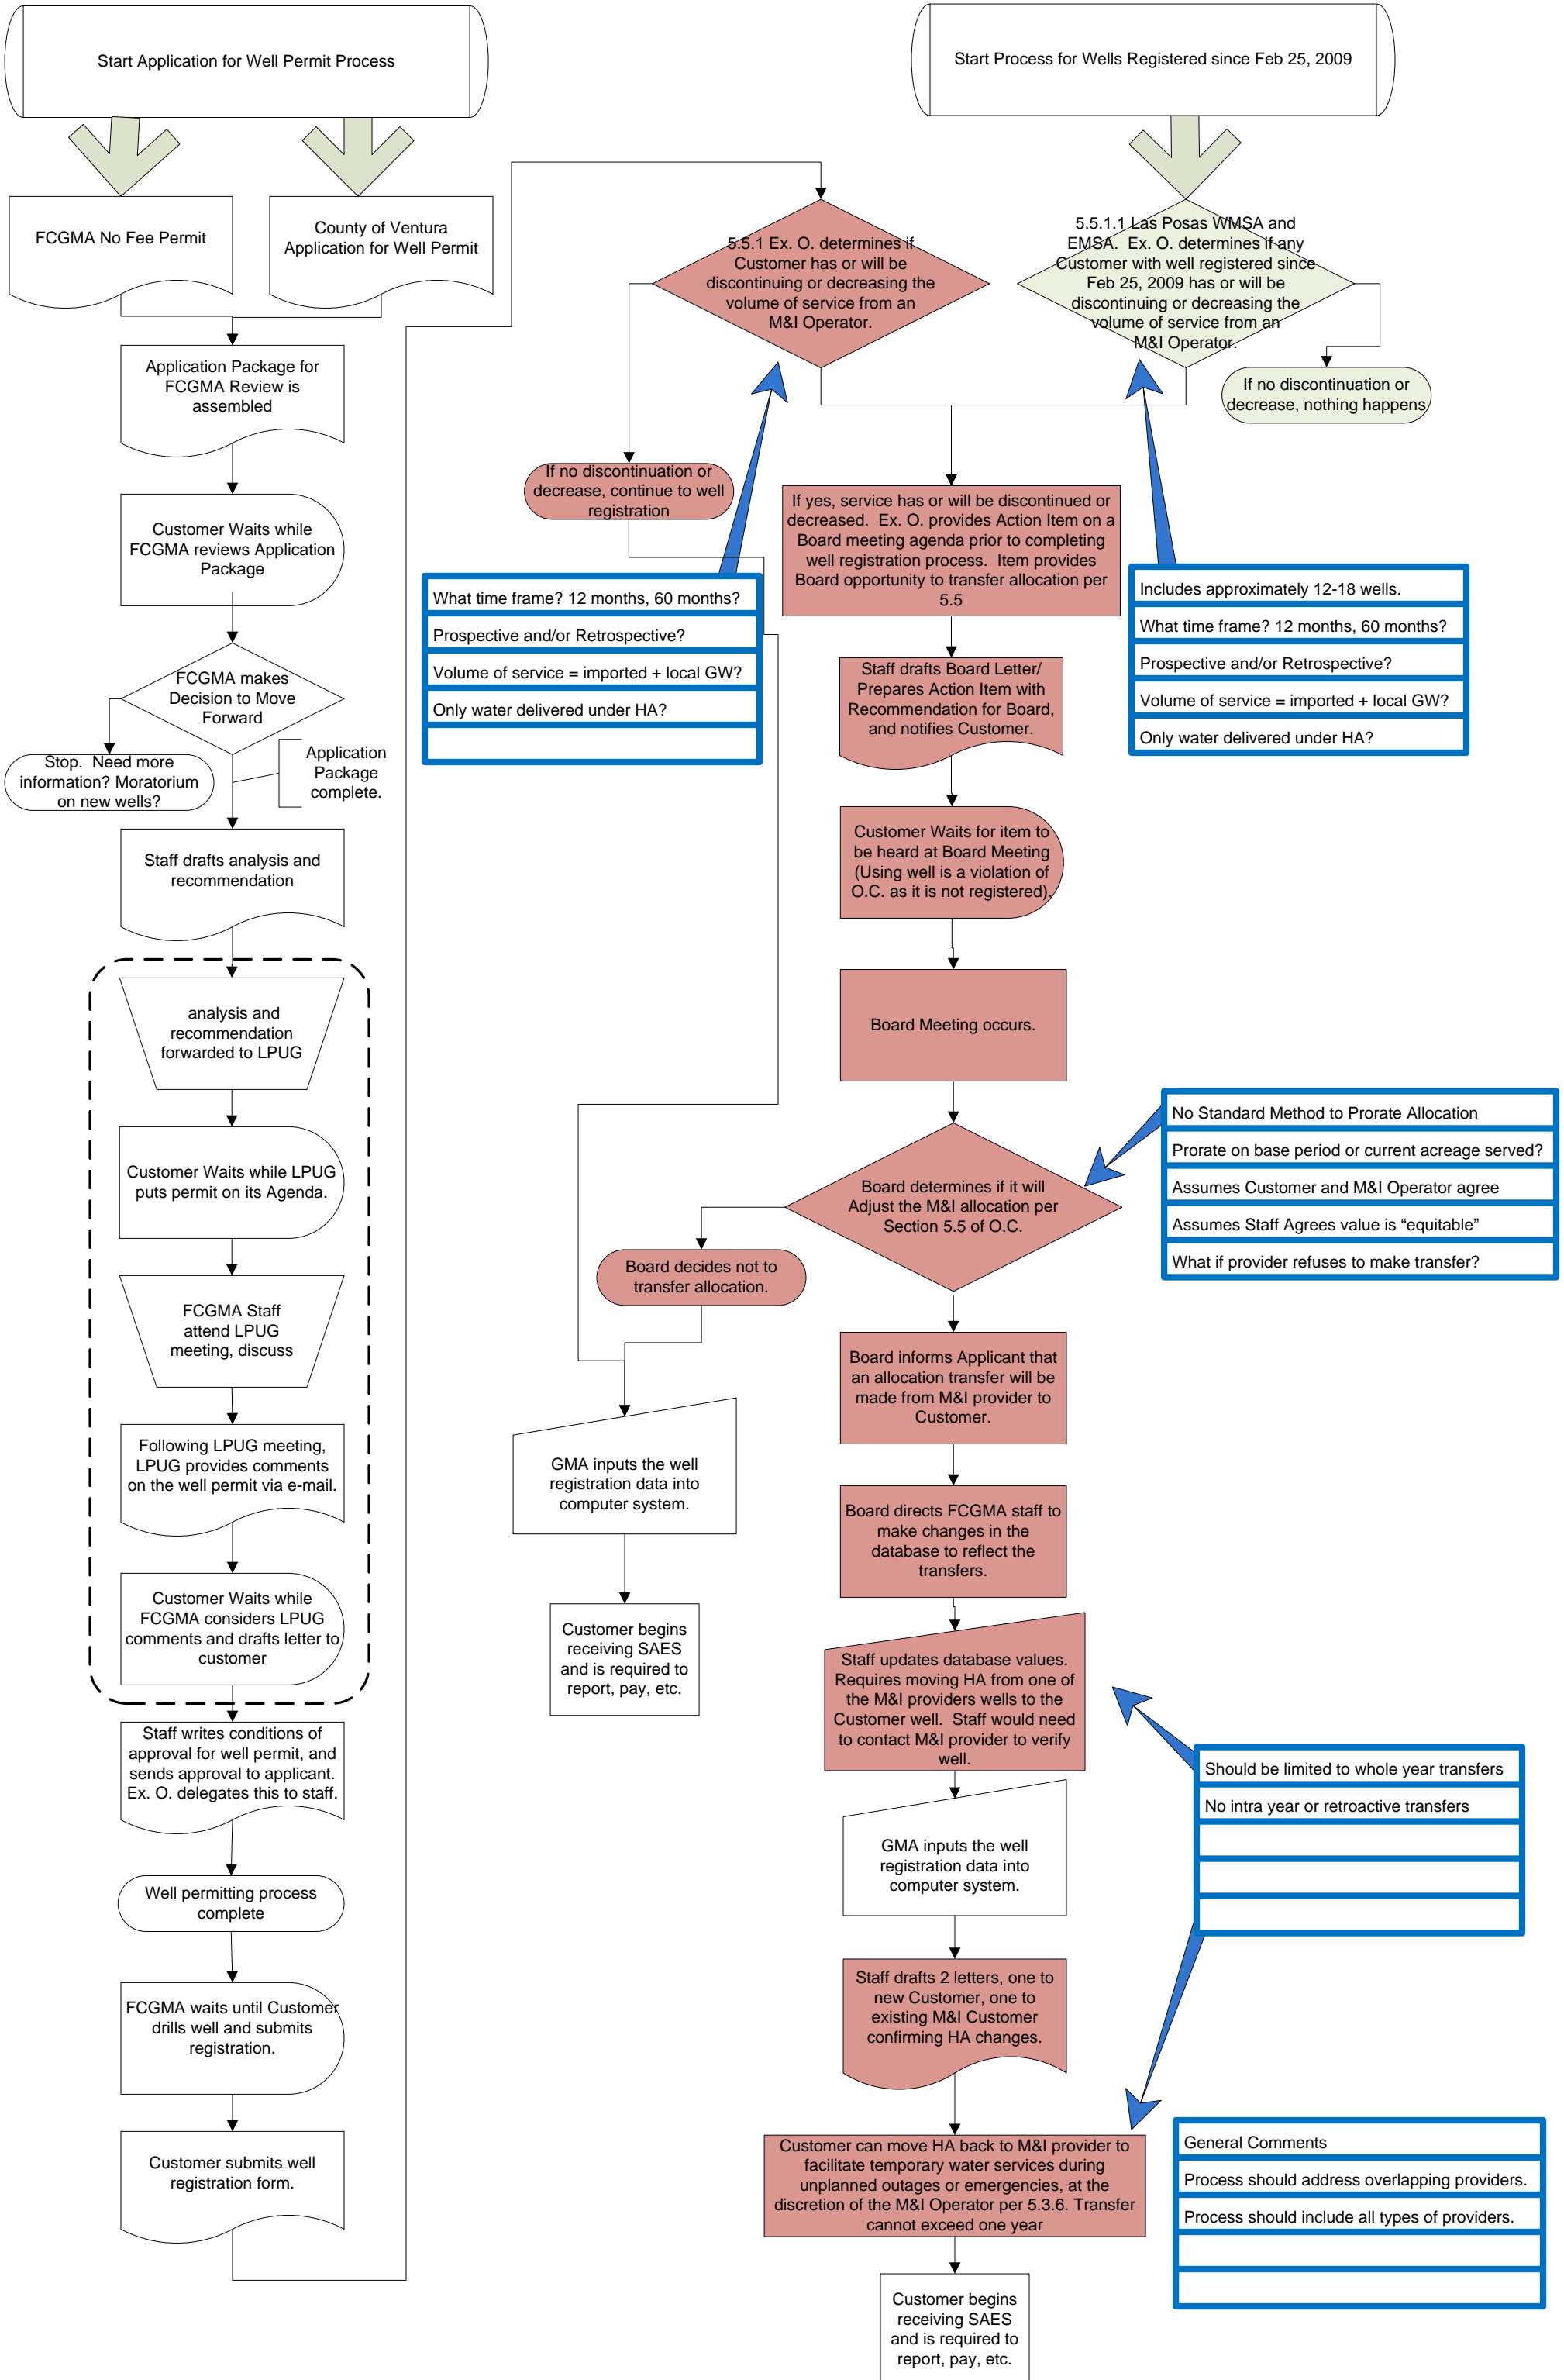 Start Application for Well Permit Process
FCGMA No Fee Permit
County of Ventura
Application for Well Permit
Application Package for
FCGMA Review is
assembled
Customer Waits while
FCGMA reviews Application
Package
FCGMA makes
Decision to Move
Forward
Stop.  Need more
information? Moratorium
on new wells?
Application
Package
complete.
Staff drafts analysis and
recommendation
analysis and
recommendation
forwarded to LPUG
Customer Waits while LPUG
puts permit on its Agenda.
FCGMA Staff
attend LPUG
meeting, discuss
Following LPUG meeting,
LPUG provides comments
on the well permit via e-mail.
Customer Waits while
FCGMA considers LPUG
comments and drafts letter to
customer
Staff writes conditions of
approval for well permit, and
sends approval to applicant.
Ex. O. delegates this to staff.
Well permitting process
complete
FCGMA waits until Customer
drills well and submits
registration.
Customer submits well
registration form.
Start Process for Wells Registered since Feb 25, 2009
5.5.1 Ex. O. determines if
Customer has or will be
discontinuing or decreasing the
volume of service from an
M&I Operator.
5.5.1.1 Las Posas WMSA and
EMSA.  Ex. O. determines if any
Customer with well registered since
Feb 25, 2009 has or will be
discontinuing or decreasing the
volume of service from an
M&I Operator.
If no discontinuation or
decrease, nothing happens
If no discontinuation or
decrease, continue to well
registration
If yes, service has or will be discontinued or
decreased.  Ex. O. provides Action Item on a
Board meeting agenda prior to completing
well registration process.  Item provides
Board opportunity to transfer allocation per
5.5
What time frame? 12 months, 60 months?
Prospective and/or Retrospective?
Volume of service = imported + local GW?
Only water delivered under HA?
Includes approximately 12-18 wells.
What time frame? 12 months, 60 months?
Prospective and/or Retrospective?
Volume of service = imported + local GW?
Only water delivered under HA?
Staff drafts Board Letter/
Prepares Action Item with
Recommendation for Board,
and notifies Customer.
Customer Waits for item to
be heard at Board Meeting
(Using well is a violation of
O.C. as it is not registered).
Board Meeting occurs.
No Standard Method to Prorate Allocation
Prorate on base period or current acreage served?
Assumes Customer and M&I Operator agree
Assumes Staff Agrees value is “equitable”
What if provider refuses to make transfer?
Board determines if it will
Adjust the M&I allocation per
Section 5.5 of O.C.
Board decides not to
transfer allocation.
Board informs Applicant that
an allocation transfer will be
made from M&I provider to
Customer.
GMA inputs the well
registration data into
computer system.
Board directs FCGMA staff to
make changes in the
database to reflect the
transfers.
Customer begins
receiving SAES
and is required to
report, pay, etc.
Staff updates database values.
Requires moving HA from one of
the M&I providers wells to the
Customer well.  Staff would need
to contact M&I provider to verify
well.
Should be limited to whole year transfers
No intra year or retroactive transfers
GMA inputs the well
registration data into
computer system.
Staff drafts 2 letters, one to
new Customer, one to
existing M&I Customer
confirming HA changes.
Customer can move HA back to M&I provider to
facilitate temporary water services during
unplanned outages or emergencies, at the
discretion of the M&I Operator per 5.3.6. Transfer
cannot exceed one year
General Comments
Process should address overlapping providers.
Process should include all types of providers.
Customer begins
receiving SAES
and is required to
report, pay, etc.